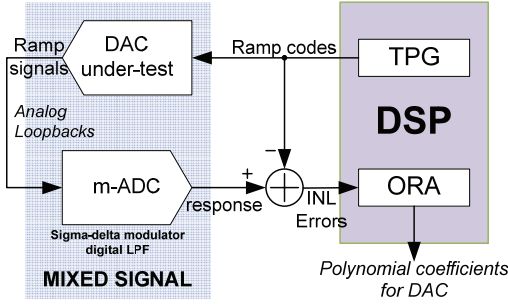 Ramp
signals
DAC
under-test
Ramp codes
TPG
Analog
Loopbacks
DSP
−
+
m-ADC
response
INL
Errors
ORA
Sigma-delta modulator
digital LPF
MIXED SIGNAL
Polynomial coefficients
for DAC